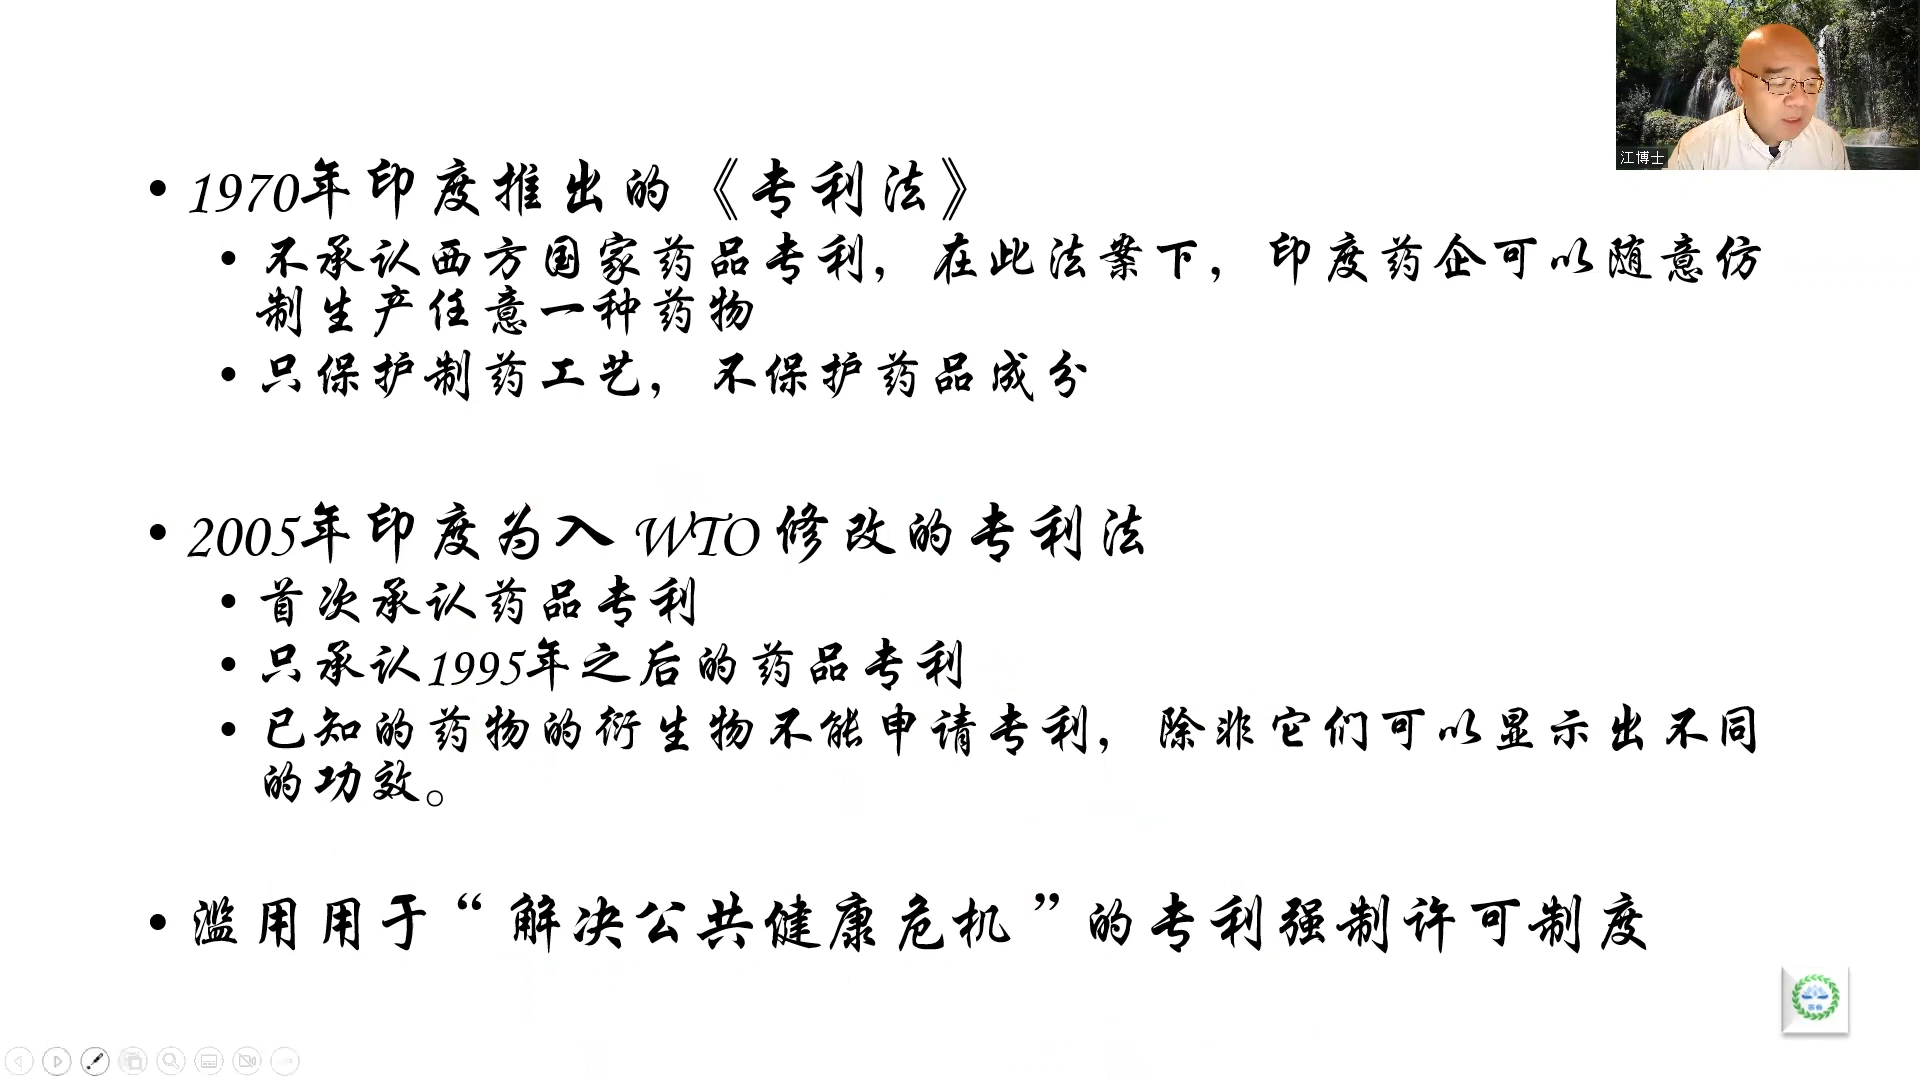 江博士
• 1970年印度推出的《专利法》
• 不承认西方国家药品专利，在此法案下，印度药企可以随意仿
制生产任意一种药物
• 只保护制药工艺，不保护药品成分
• 2005年印度为入WTO修改的专利法
• 首次承认药品专利
• 只承认1995年之后的药品专利
• 已知的药物的衍生物不能申请专利，除非它们可以显示出不同
的功效。
• 滥用用于“解决公共健康危机”的专利强制许可制度